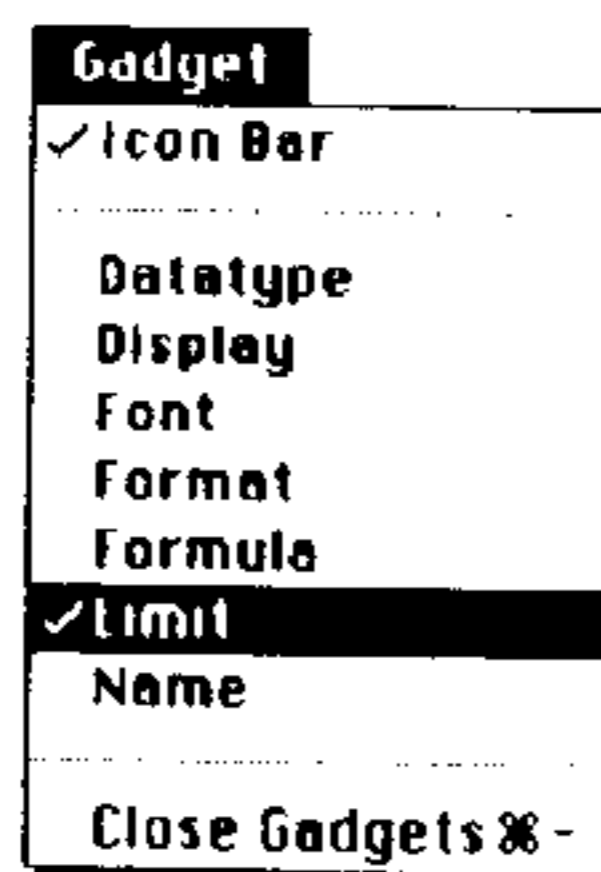 Gadget
✓Icon Bar
Datatype
Display
Font
Format
Formula
✓Limit
Name
Close Gadgets ⌘ -